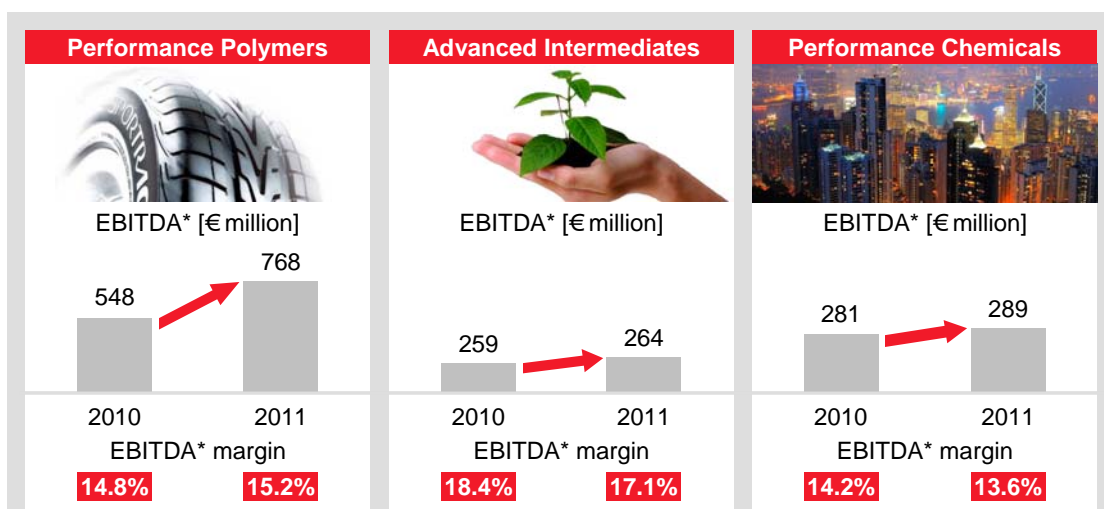 Performance Polymers
EBITDA* [€ million]
548
768
2010 2011
EBITDA* margin
14.8% 15.2%
Advanced Intermediates
EBITDA* [€ million]
259
264
2010 2011
EBITDA* margin
18.4% 17.1%
Performance Chemicals
EBITDA* [€ million]
281
289
2010 2011
EBITDA* margin
14.2% 13.6%